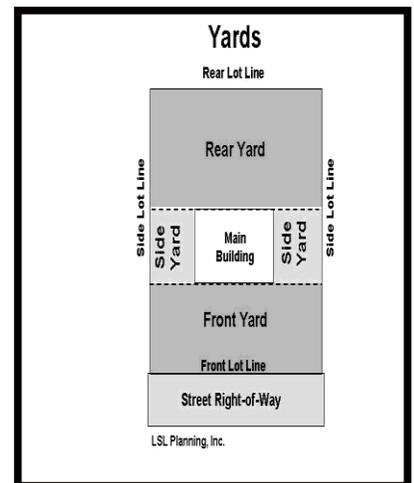 Yards
Rear Lot Line
Rear Yard
Side Lot Line
Side Yard
Main
Building
Side Yard
Side Lot Line
Front Yard
Front Lot Line
Street Right-of-Way
LSL Planning, Inc.